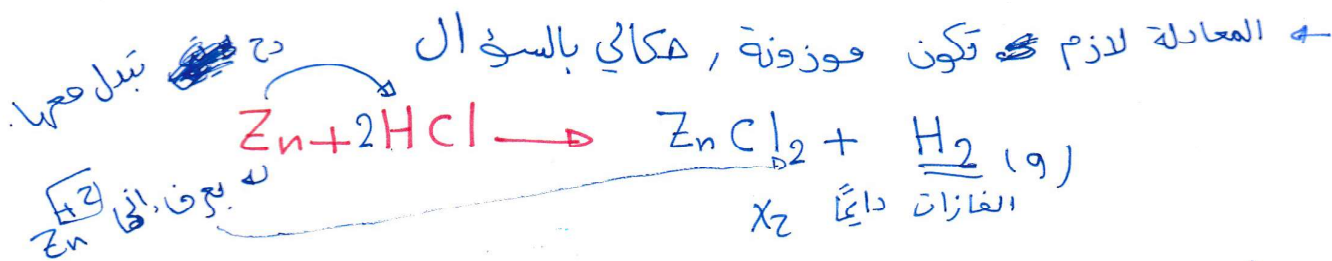 ← المعادلة لازم تكون موزونة , حكالي بالسؤال
رح تبدل معها.
Zn + 2HCl → ZnCl2 + H2 (g)
الغازات دايمًا X2
↳ بعرف انها +2
Zn